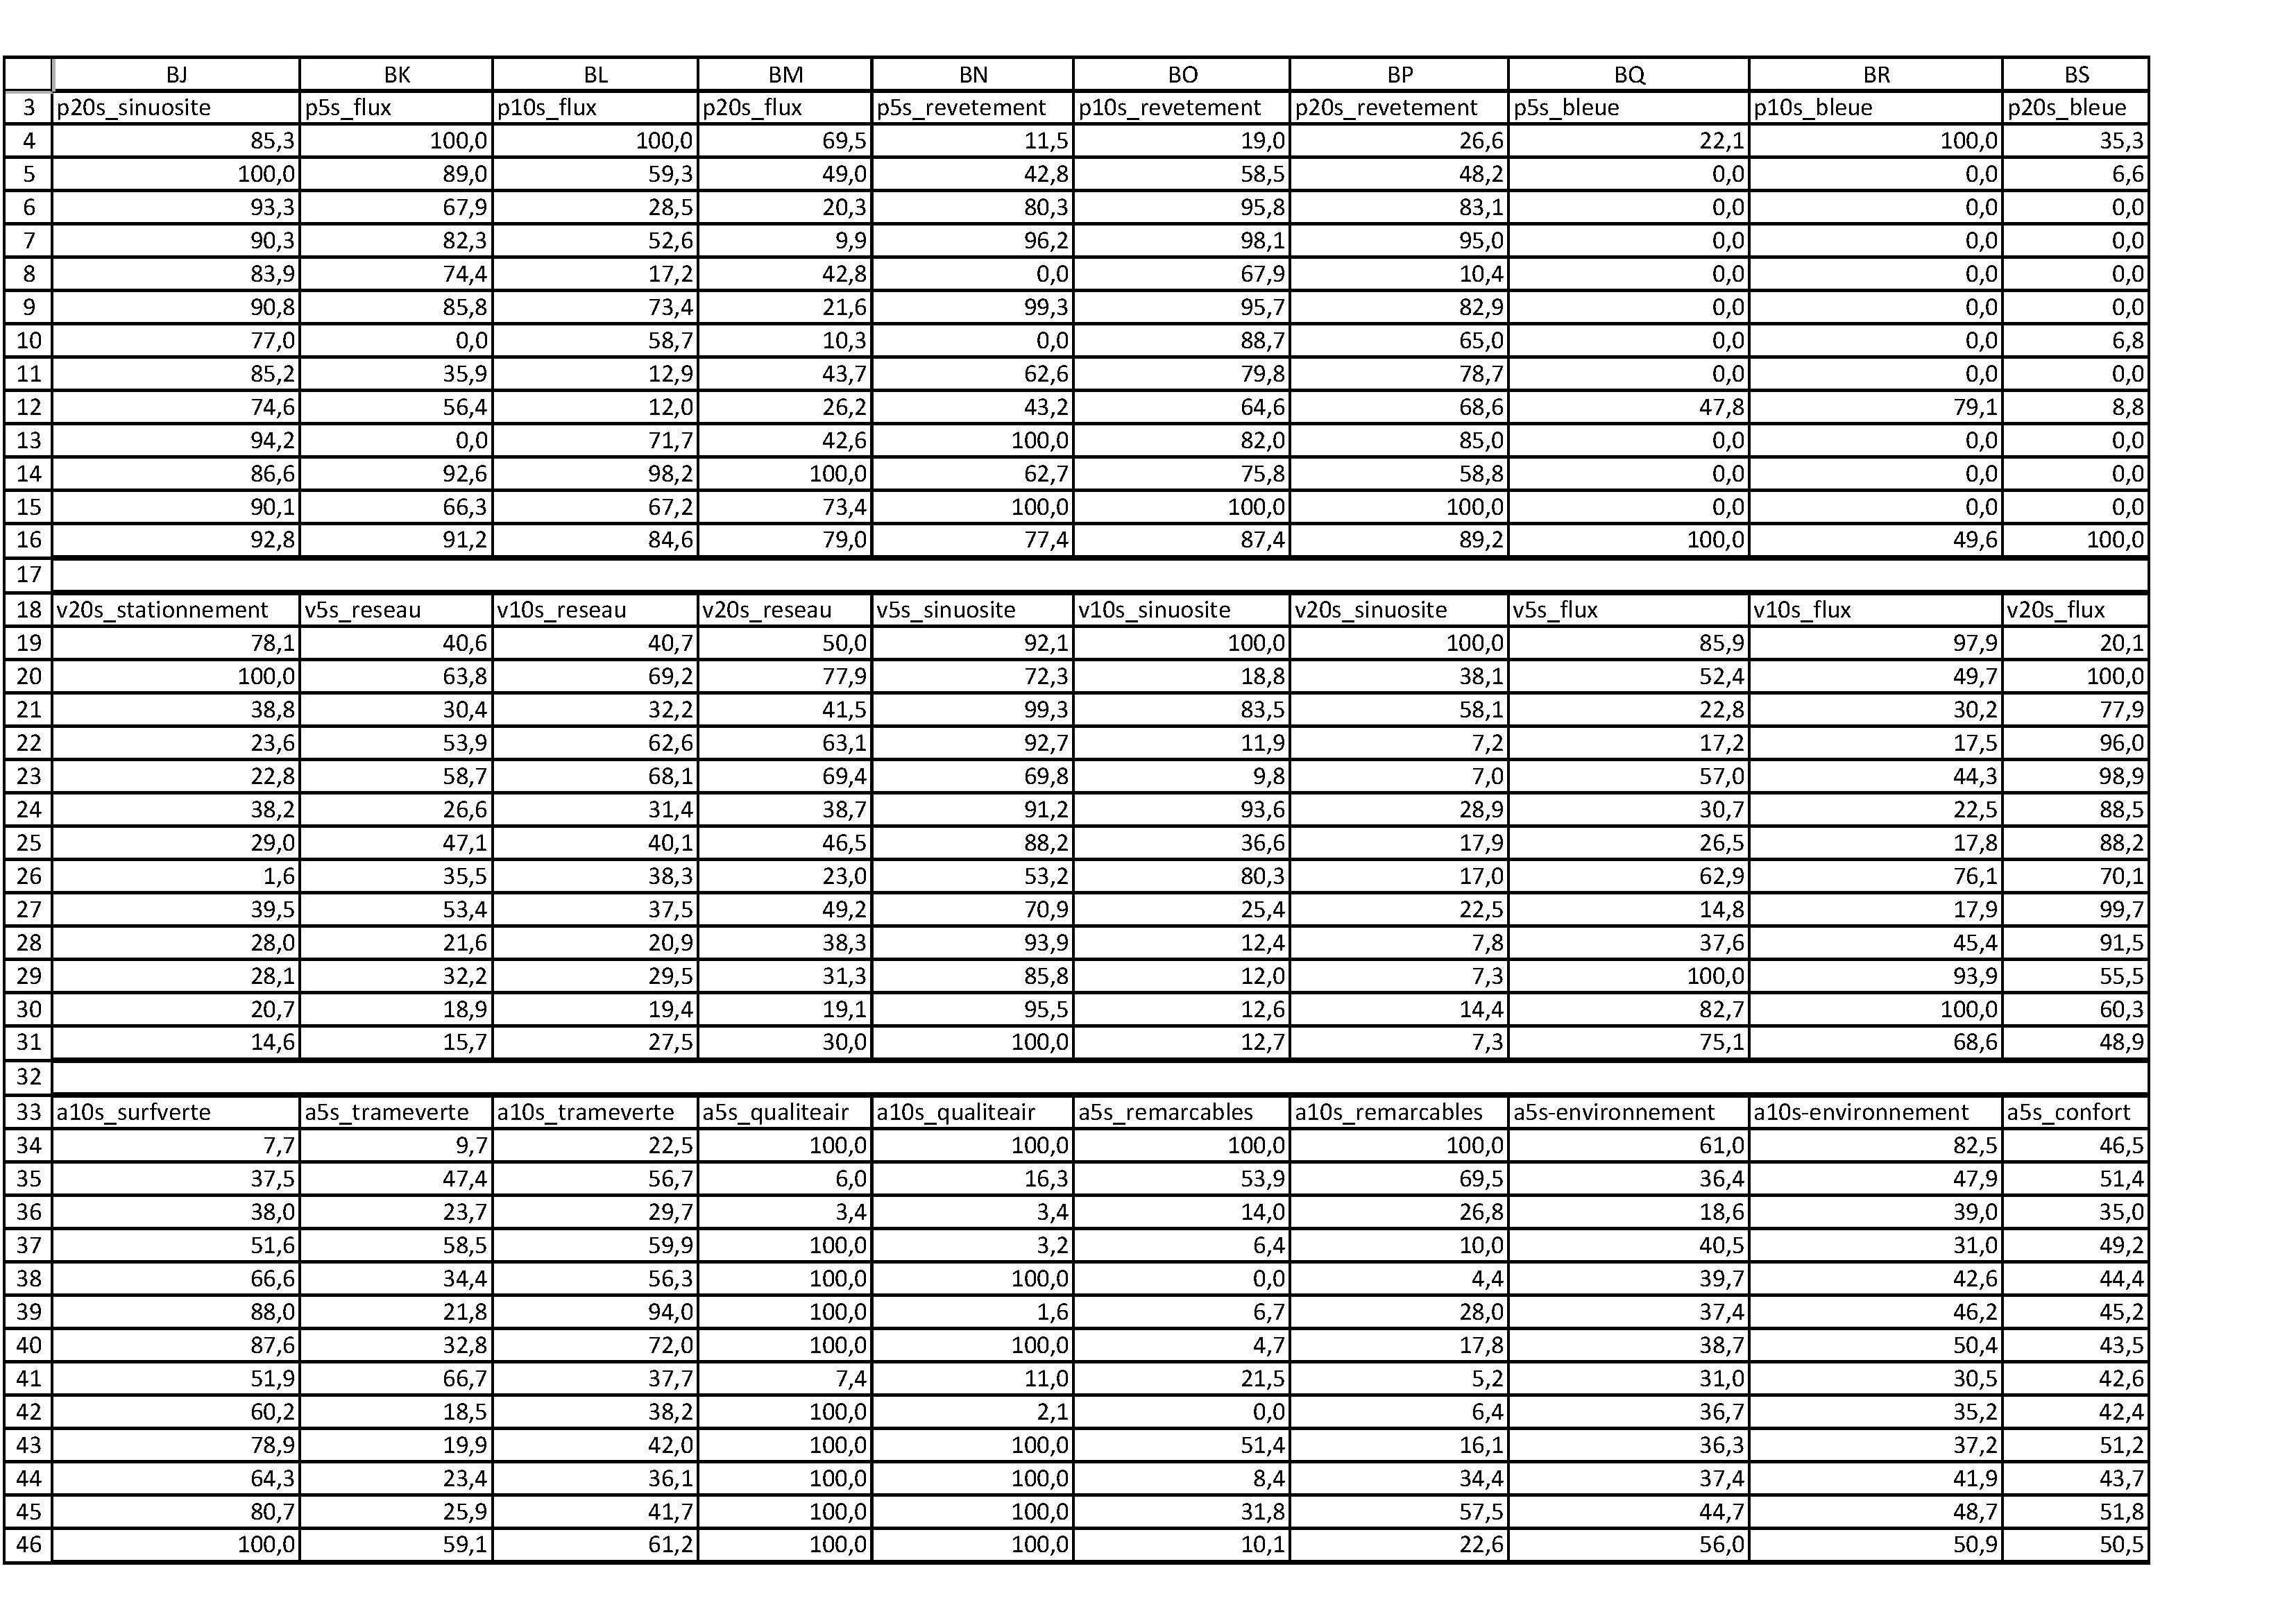 BJ BK BL BM BN BO BP BQ BR BS
3 p20s_sinuosite p5s_flux p10s_flux p20s_flux p5s_revetement p10s_revetement p20s_revetement p5s_bleue p10s_bleue p20s_bleue
4 85,3 100,0 100,0 69,5 11,5 19,0 26,6 22,1 100,0 35,3
5 100,0 89,0 59,3 49,0 42,8 58,5 48,2 0,0 0,0 6,6
6 93,3 67,9 28,5 20,3 80,3 95,8 83,1 0,0 0,0 0,0
7 90,3 82,3 52,6 9,9 96,2 98,1 95,0 0,0 0,0 0,0
8 83,9 74,4 17,2 42,8 0,0 67,9 10,4 0,0 0,0 0,0
9 90,8 85,8 73,4 21,6 99,3 95,7 82,9 0,0 0,0 0,0
10 77,0 0,0 58,7 10,3 0,0 88,7 65,0 0,0 0,0 6,8
11 85,2 35,9 12,9 43,7 62,6 79,8 78,7 0,0 0,0 0,0
12 74,6 56,4 12,0 26,2 43,2 64,6 68,6 47,8 79,1 8,8
13 94,2 0,0 71,7 42,6 100,0 82,0 85,0 0,0 0,0 0,0
14 86,6 92,6 98,2 100,0 62,7 75,8 58,8 0,0 0,0 0,0
15 90,1 66,3 67,2 73,4 100,0 100,0 100,0 0,0 0,0 0,0
16 92,8 91,2 84,6 79,0 77,4 87,4 89,2 100,0 49,6 100,0
17
18 v20s_stationnement v5s_reseau v10s_reseau v20s_reseau v5s_sinuosite v10s_sinuosite v20s_sinuosite v5s_flux v10s_flux v20s_flux
19 78,1 40,6 40,7 50,0 92,1 100,0 100,0 85,9 97,9 20,1
20 100,0 63,8 69,2 77,9 72,3 18,8 38,1 52,4 49,7 100,0
21 38,8 30,4 32,2 41,5 99,3 83,5 58,1 22,8 30,2 77,9
22 23,6 53,9 62,6 63,1 92,7 11,9 7,2 17,2 17,5 96,0
23 22,8 58,7 68,1 69,4 69,8 9,8 7,0 57,0 44,3 98,9
24 38,2 26,6 31,4 38,7 91,2 93,6 28,9 30,7 22,5 88,5
25 29,0 47,1 40,1 46,5 88,2 36,6 17,9 26,5 17,8 88,2
26 1,6 35,5 38,3 23,0 53,2 80,3 17,0 62,9 76,1 70,1
27 39,5 53,4 37,5 49,2 70,9 25,4 22,5 14,8 17,9 99,7
28 28,0 21,6 20,9 38,3 93,9 12,4 7,8 37,6 45,4 91,5
29 28,1 32,2 29,5 31,3 85,8 12,0 7,3 100,0 93,9 55,5
30 20,7 18,9 19,4 19,1 95,5 12,6 14,4 82,7 100,0 60,3
31 14,6 15,7 27,5 30,0 100,0 12,7 7,3 75,1 68,6 48,9
32
33 a10s_surfverte a5s_trameverte a10s_trameverte a5s_qualiteair a10s_qualiteair a5s_remarcables a10s_remarcables a5s-environnement a10s-environnement a5s_confort
34 7,7 9,7 22,5 100,0 100,0 100,0 100,0 61,0 82,5 46,5
35 37,5 47,4 56,7 6,0 16,3 53,9 69,5 36,4 47,9 51,4
36 38,0 23,7 29,7 3,4 3,4 14,0 26,8 18,6 39,0 35,0
37 51,6 58,5 59,9 100,0 3,2 6,4 10,0 40,5 31,0 49,2
38 66,6 34,4 56,3 100,0 100,0 0,0 4,4 39,7 42,6 44,4
39 88,0 21,8 94,0 100,0 1,6 6,7 28,0 37,4 46,2 45,2
40 87,6 32,8 72,0 100,0 100,0 4,7 17,8 38,7 50,4 43,5
41 51,9 66,7 37,7 7,4 11,0 21,5 5,2 31,0 30,5 42,6
42 60,2 18,5 38,2 100,0 2,1 0,0 6,4 36,7 35,2 42,4
43 78,9 19,9 42,0 100,0 100,0 51,4 16,1 36,3 37,2 51,2
44 64,3 23,4 36,1 100,0 100,0 8,4 34,4 37,4 41,9 43,7
45 80,7 25,9 41,7 100,0 100,0 31,8 57,5 44,7 48,7 51,8
46 100,0 59,1 61,2 100,0 100,0 10,1 22,6 56,0 50,9 50,5